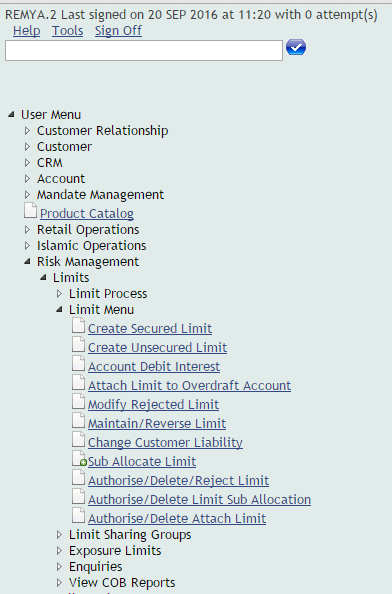 REMYA.2 Last signed on 20 SEP 2016 at 11:20 with 0 attempt(s)
Help Tools Sign Off
User Menu
Customer Relationship
Customer
CRM
Account
Mandate Management
Product Catalog
Retail Operations
Islamic Operations
Risk Management
Limits
Limit Process
Limit Menu
Create Secured Limit
Create Unsecured Limit
Account Debit Interest
Attach Limit to Overdraft Account
Modify Rejected Limit
Maintain/Reverse Limit
Change Customer Liability
Sub Allocate Limit
Authorise/Delete/Reject Limit
Authorise/Delete Limit Sub Allocation
Authorise/Delete Attach Limit
Limit Sharing Groups
Exposure Limits
Enquiries
View COB Reports